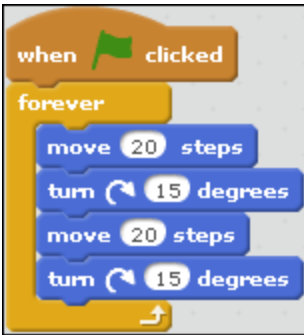 when clicked
forever
move 20 steps
turn 15 degrees
move 20 steps
turn 15 degrees